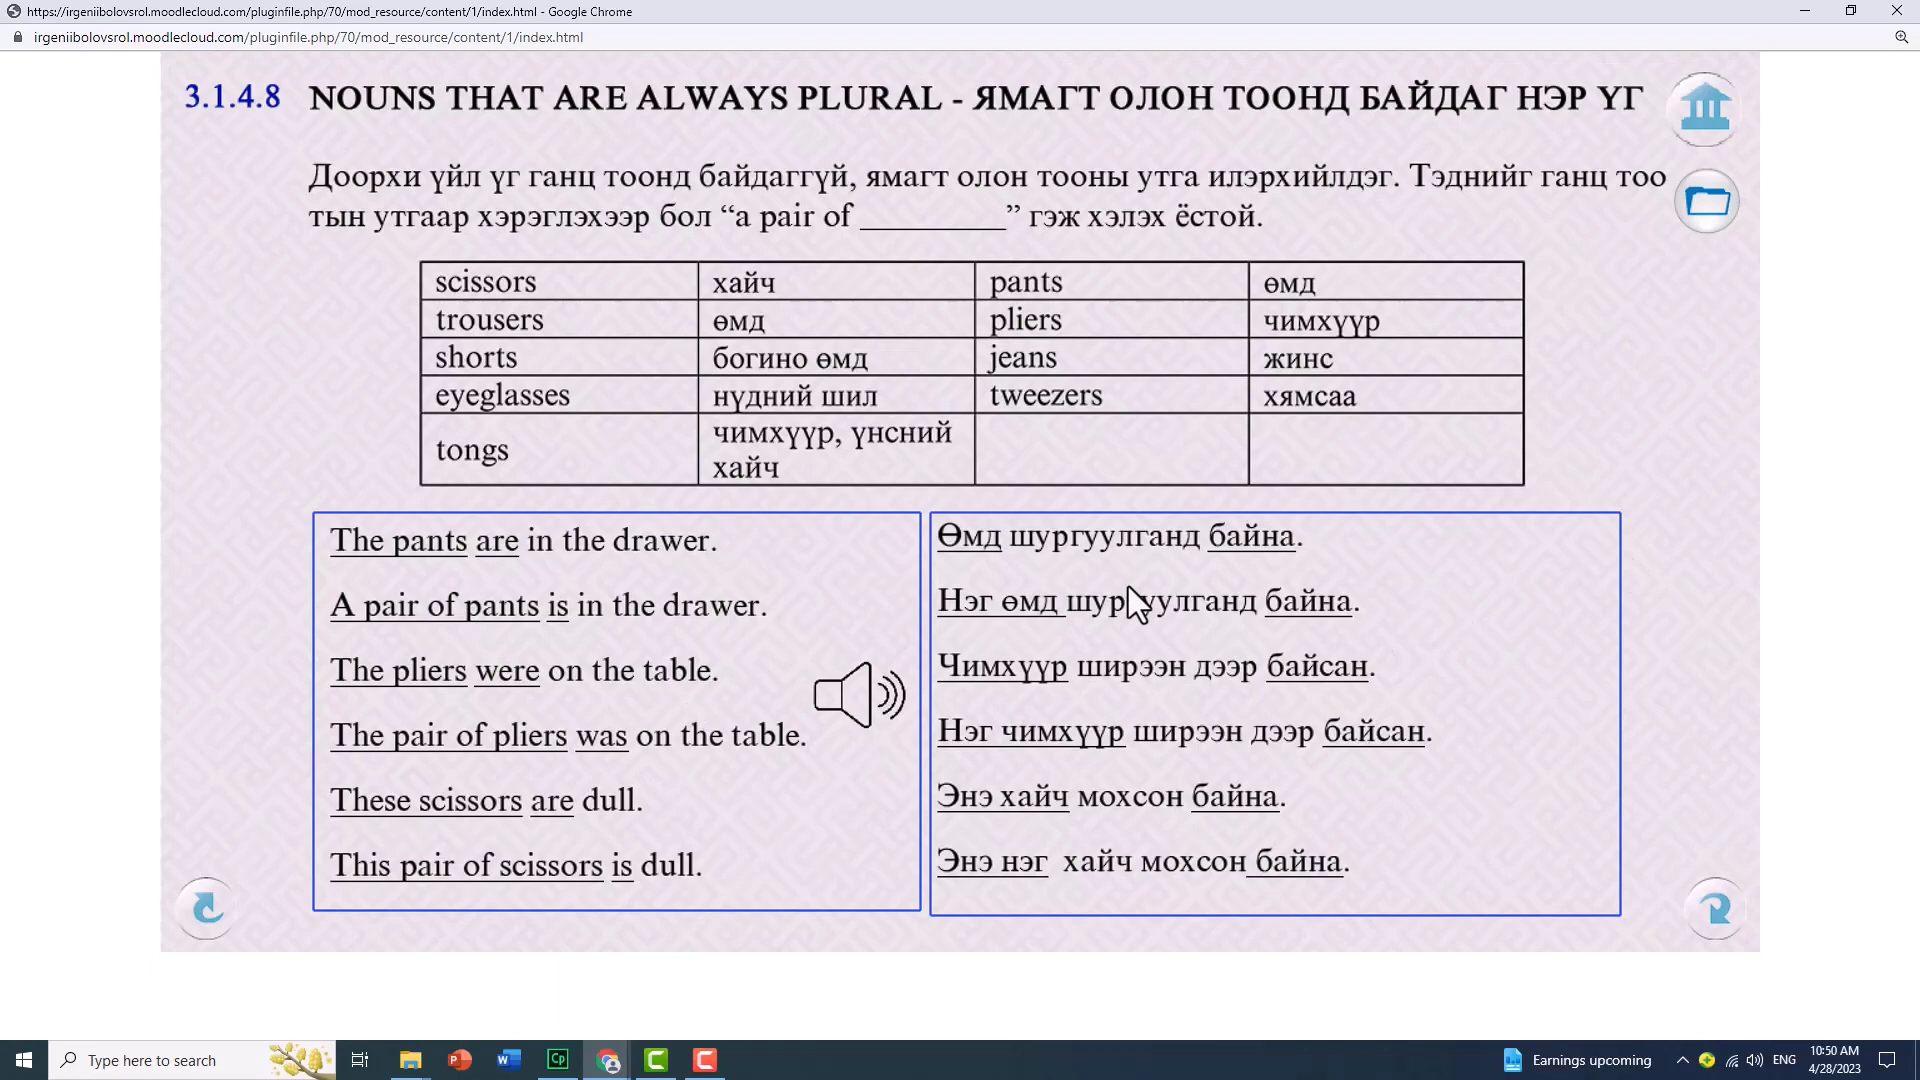 https://irgeniibolovsrol.moodlecloud.com/pluginfile.php/70/mod_resource/content/1/index.html - Google Chrome
irgeniibolovsrol.moodlecloud.com/pluginfile.php/70/mod_resource/content/1/index.html
3.1.4.8 NOUNS THAT ARE ALWAYS PLURAL - ЯМАГТ ОЛОН ТООНД БАЙДАГ НЭР ҮГ
Доорхи үйл үг ганц тоонд байдаггүй, ямагт олон тооны утга илэрхийлдэг. Тэднийг ганц тоо
тын утгаар хэрэглэхээр бол “a pair of _________” гэж хэлэх ёстой.
scissors хайч pants өмд
trousers өмд pliers чимхүүр
shorts богино өмд jeans жинс
eyeglasses нүдний шил tweezers хямсаа
tongs чимхүүр, үнсний
хайч
The pants are in the drawer.
A pair of pants is in the drawer.
The pliers were on the table.
The pair of pliers was on the table.
These scissors are dull.
This pair of scissors is dull.
Өмд шургуулганд байна.
Нэг өмд шургуулганд байна.
Чимхүүр ширээн дээр байсан.
Нэг чимхүүр ширээн дээр байсан.
Энэ хайч мохсон байна.
Энэ нэг хайч мохсон байна.
Type here to search
Earnings upcoming
ENG
10:50 AM
4/28/2023